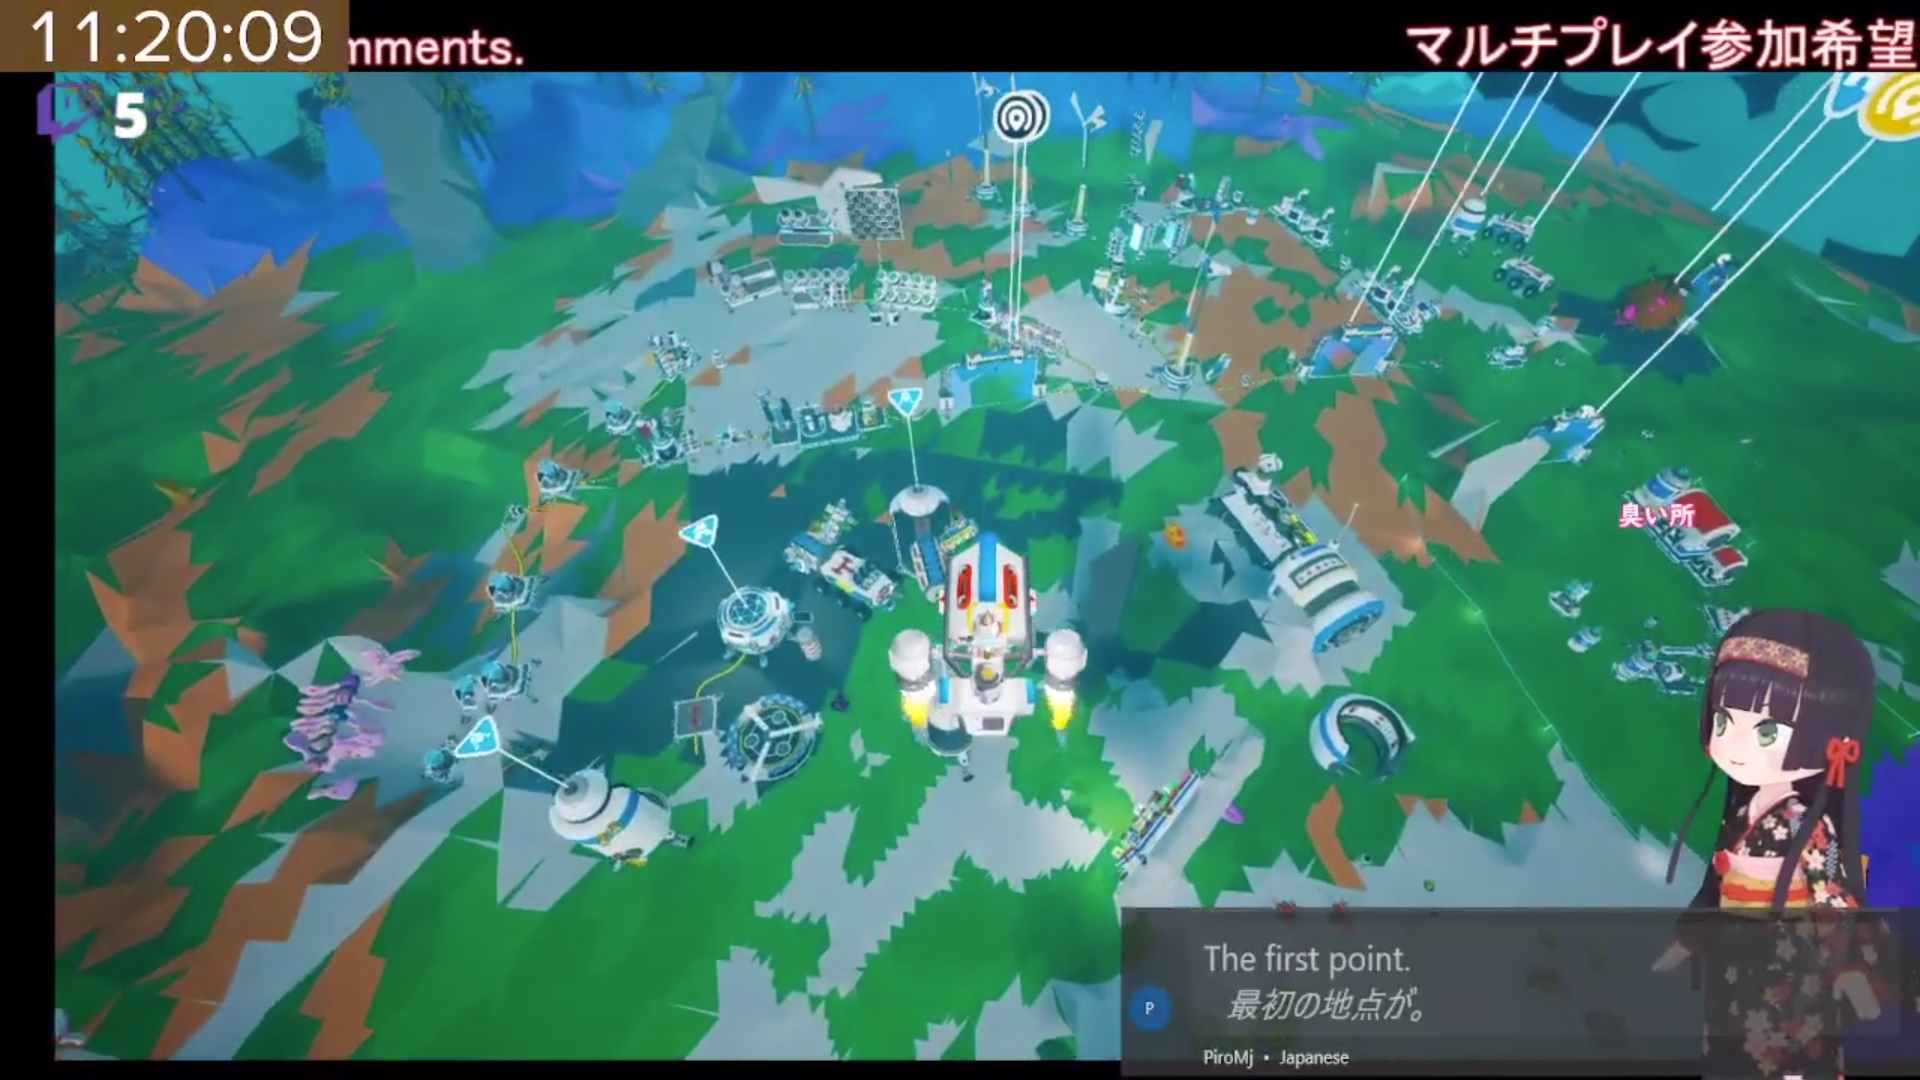 11:20:09
mments.
マルチプレイ参加希望
5
臭い所
The first point.
最初の地点が。
P
PiroMj • Japanese